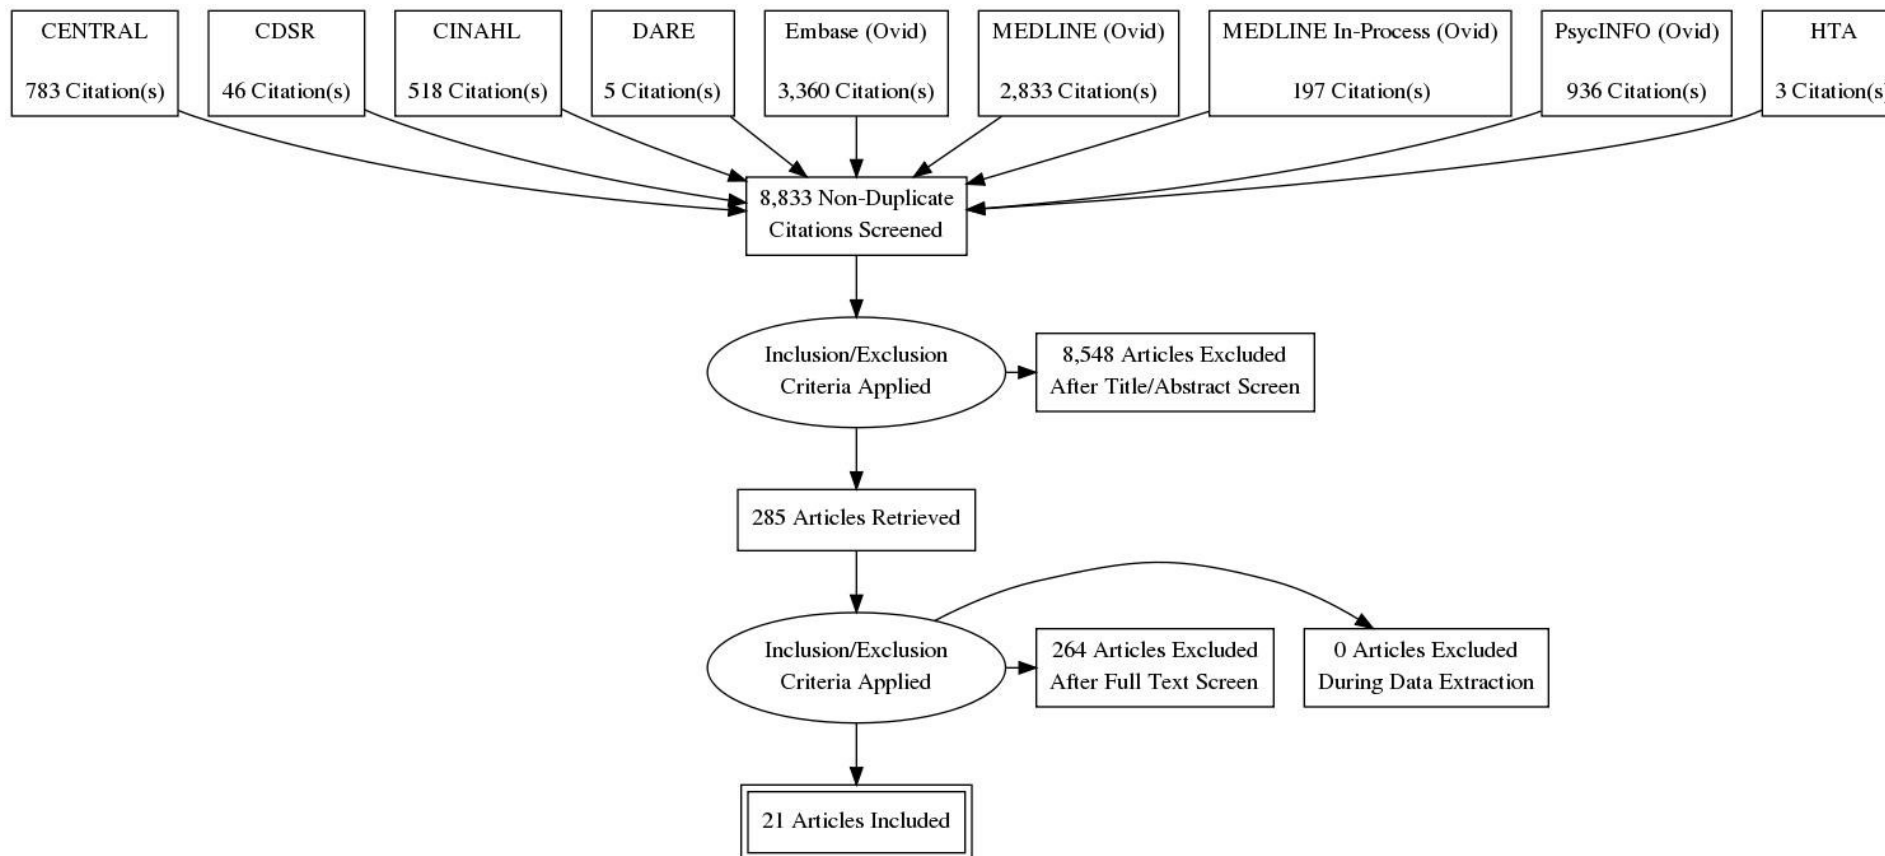 CENTRAL
783 Citation(s)
CDSR
46 Citation(s)
CINAHL
518 Citation(s)
DARE
5 Citation(s)
Embase (Ovid)
3,360 Citation(s)
MEDLINE (Ovid)
2,833 Citation(s)
MEDLINE In-Process (Ovid)
197 Citation(s)
PsycINFO (Ovid)
936 Citation(s)
HTA
3 Citation(s)
8,833 Non-Duplicate
Citations Screened
Inclusion/Exclusion
Criteria Applied
8,548 Articles Excluded
After Title/Abstract Screen
285 Articles Retrieved
Inclusion/Exclusion
Criteria Applied
264 Articles Excluded
After Full Text Screen
0 Articles Excluded
During Data Extraction
21 Articles Included